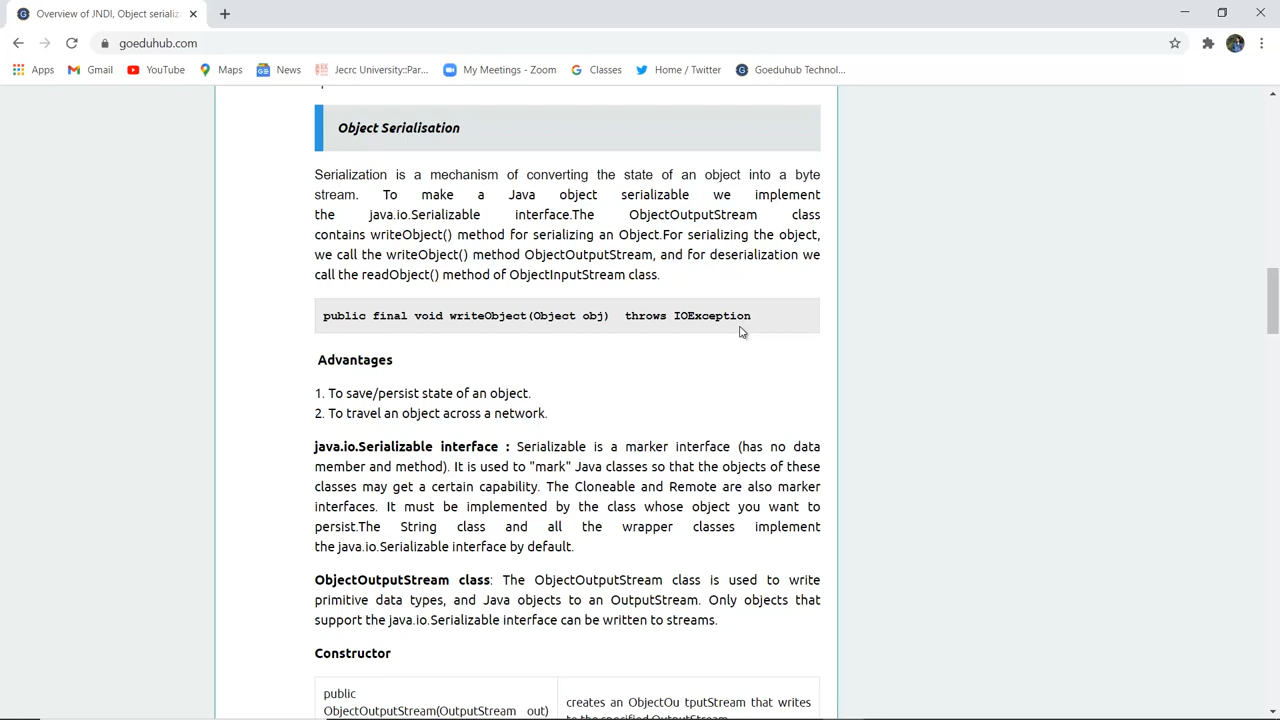 Overview of JNDI, Object serializ
goeduhub.com
Apps Gmail YouTube Maps News Jecrc University::Par... My Meetings - Zoom Classes Home / Twitter Goeduhub Technol...
Object Serialisation
Serialization is a mechanism of converting the state of an object into a byte
stream. To make a Java object serializable we implement
the java.io.Serializable interface.The ObjectOutputStream class
contains writeObject() method for serializing an Object.For serializing the object,
we call the writeObject() method ObjectOutputStream, and for deserialization we
call the readObject() method of ObjectInputStream class.
public final void writeObject(Object obj) throws IOException
Advantages
1. To save/persist state of an object.
2. To travel an object across a network.
java.io.Serializable interface : Serializable is a marker interface (has no data
member and method). It is used to "mark" Java classes so that the objects of these
classes may get a certain capability. The Cloneable and Remote are also marker
interfaces. It must be implemented by the class whose object you want to
persist.The String class and all the wrapper classes implement
the java.io.Serializable interface by default.
ObjectOutputStream class: The ObjectOutputStream class is used to write
primitive data types, and Java objects to an OutputStream. Only objects that
support the java.io.Serializable interface can be written to streams.
Constructor
public
ObjectOutputStream(OutputStream out)
creates an ObjectOu tputStream that writes
to the specified OutputStream